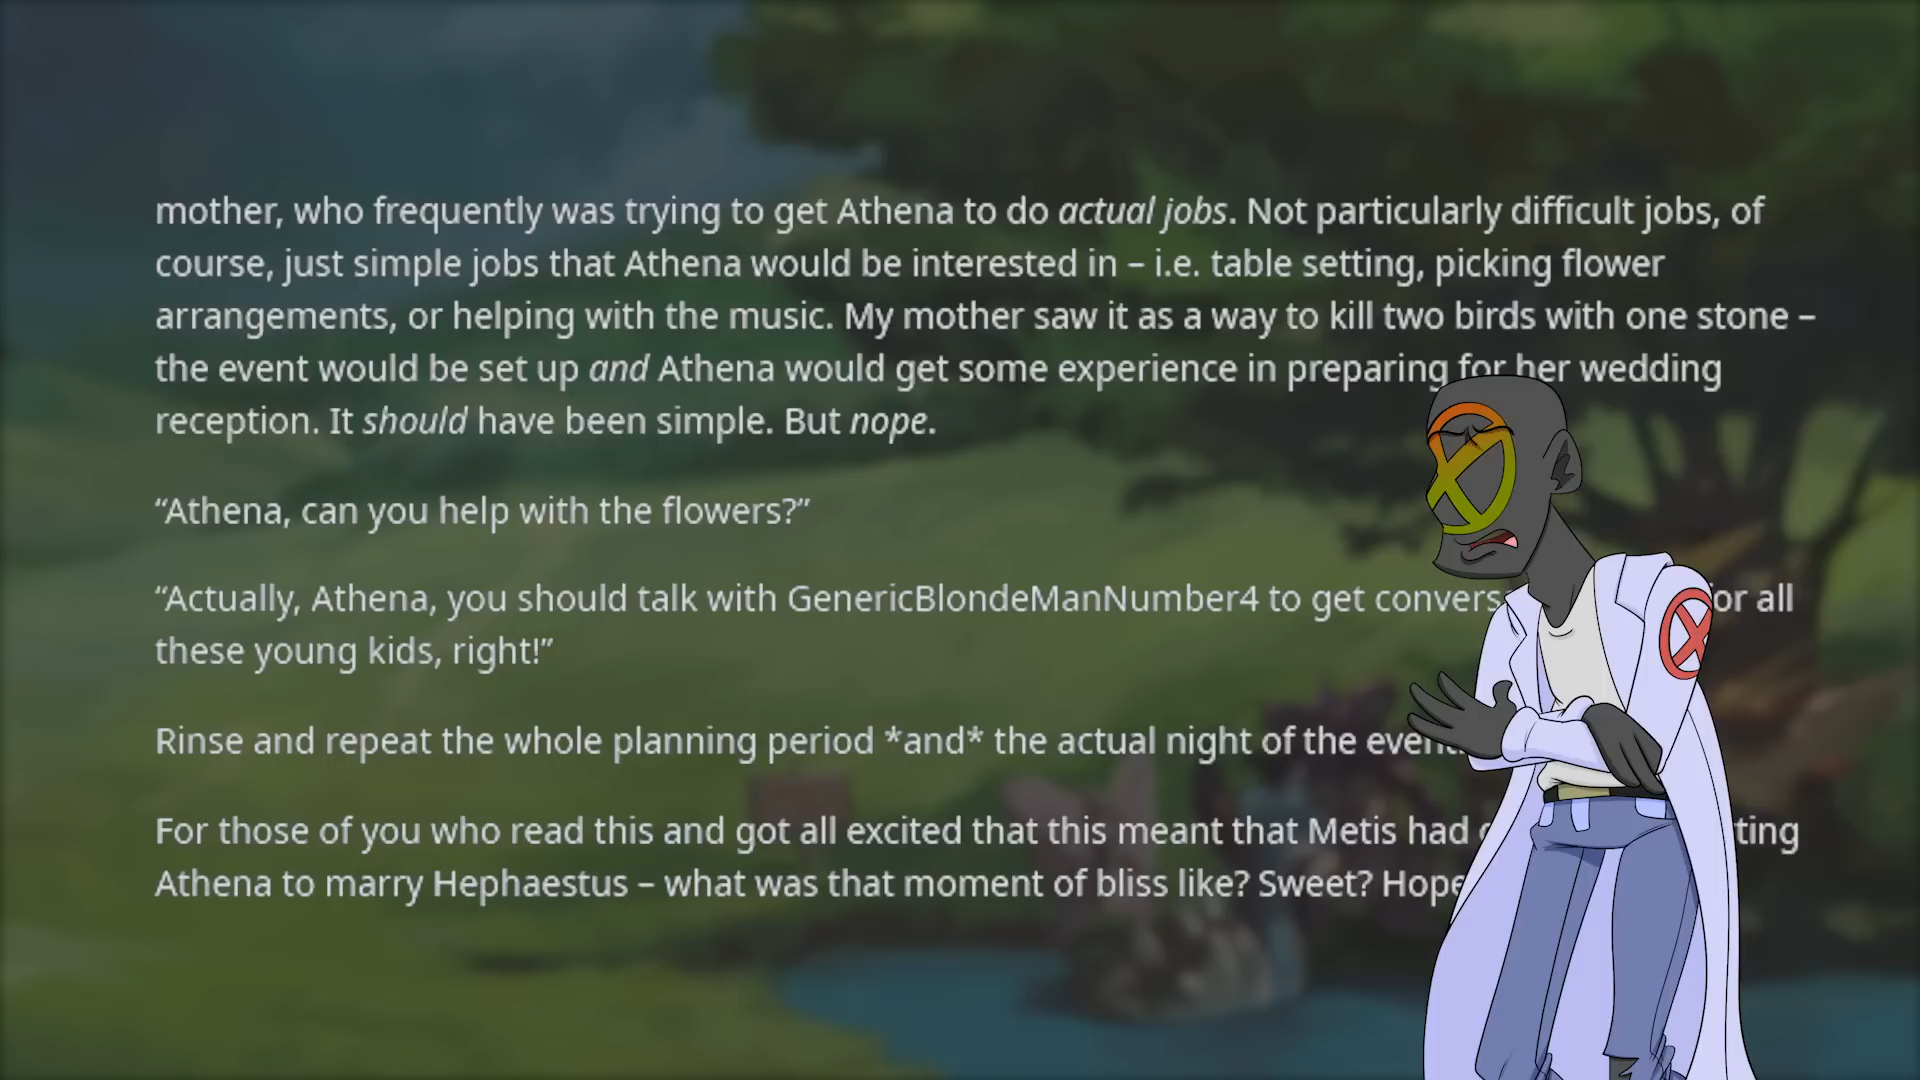 mother, who frequently was trying to get Athena to do actual jobs. Not particularly difficult jobs, of
course, just simple jobs that Athena would be interested in – i.e. table setting, picking flower
arrangements, or helping with the music. My mother saw it as a way to kill two birds with one stone –
the event would be set up and Athena would get some experience in preparing for her wedding
reception. It should have been simple. But nope.
“Athena, can you help with the flowers?”
“Actually, Athena, you should talk with GenericBlondeManNumber4 to get for all
these young kids, right!”
Rinse and repeat the whole planning period *and* the actual night of the event.
For those of you who read this and got all excited that this meant that Metis had
Athena to marry Hephaestus – what was that moment of bliss like? Sweet?